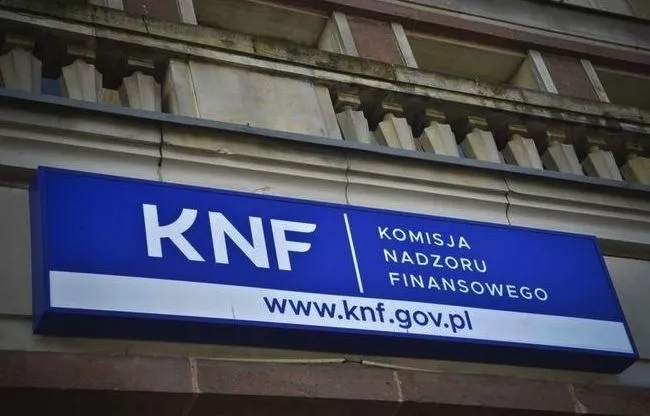 KNF
KOMISJA
NADZORU
FINANSOWEGO
www.knf.gov.pl